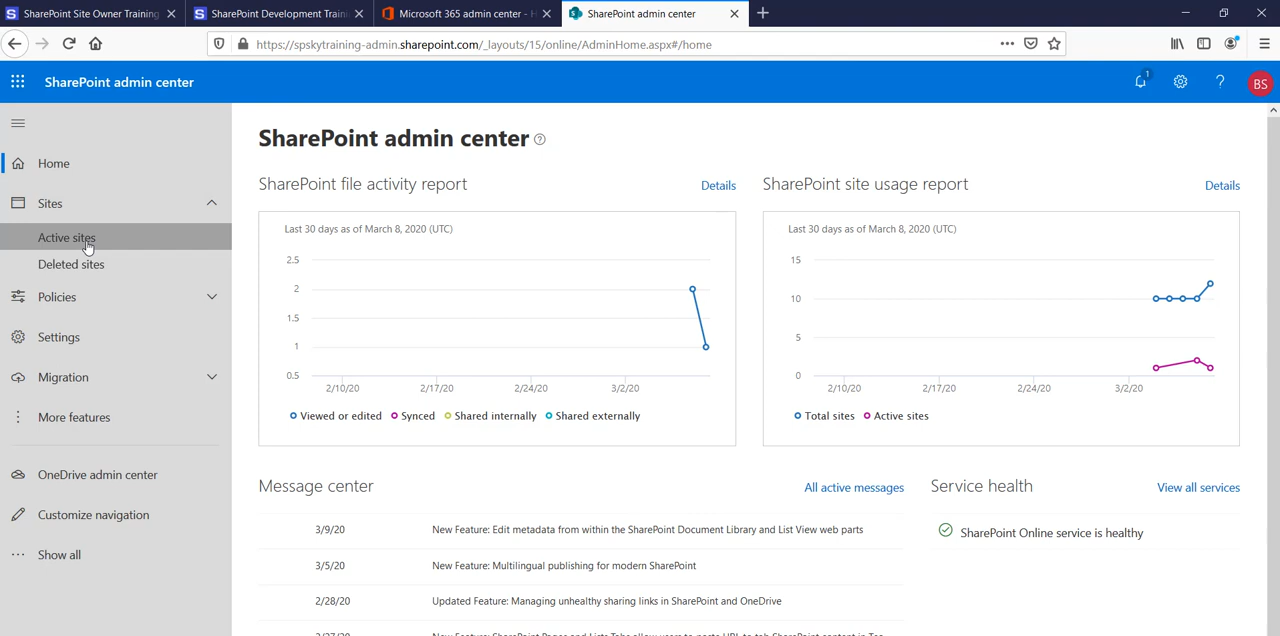 SharePoint Site Owner Training
SharePoint Development Traini
Microsoft 365 admin center - H
SharePoint admin center
https://spskytraining-admin.sharepoint.com/_layouts/15/online/AdminHome.aspx#/home
SharePoint admin center
1
?
BS
Home
Sites
Active sites
Deleted sites
Policies
Settings
Migration
More features
OneDrive admin center
Customize navigation
Show all
SharePoint admin center
SharePoint file activity report
Details
Last 30 days as of March 8, 2020 (UTC)
2.5
2
1.5
1
0.5
2/10/20 2/17/20 2/24/20 3/2/20
Viewed or edited Synced Shared internally Shared externally
SharePoint site usage report
Details
Last 30 days as of March 8, 2020 (UTC)
15
10
5
0
2/10/20 2/17/20 2/24/20 3/2/20
Total sites Active sites
Message center
All active messages
3/9/20 New Feature: Edit metadata from within the SharePoint Document Library and List View web parts
3/5/20 New Feature: Multilingual publishing for modern SharePoint
2/28/20 Updated Feature: Managing unhealthy sharing links in SharePoint and OneDrive
Service health
View all services
SharePoint Online service is healthy